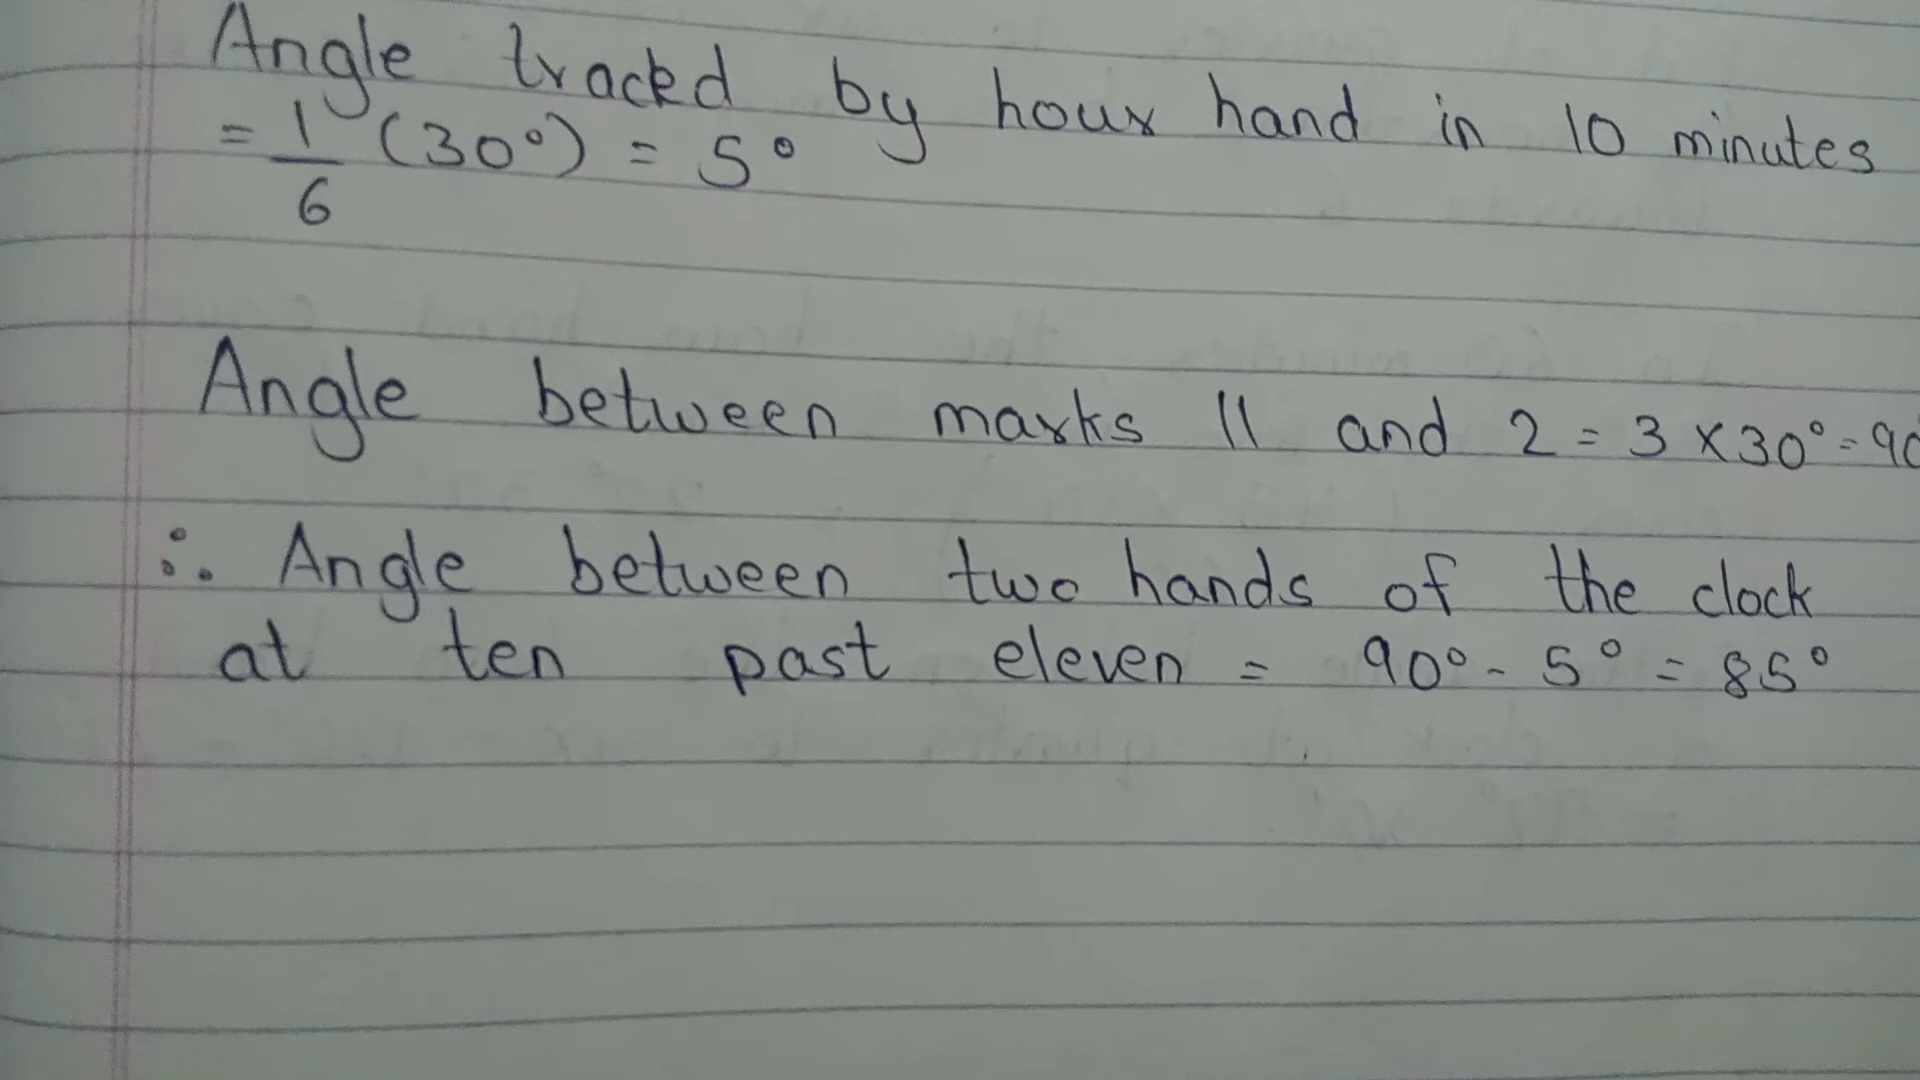 Angle traced by hour hand in 10 minutes
= 1/6 (30°) = 5°
Angle between marks 11 and 2 = 3 × 30° = 90
∴ Angle between two hands of the clock
at ten past eleven = 90° - 5° = 85°